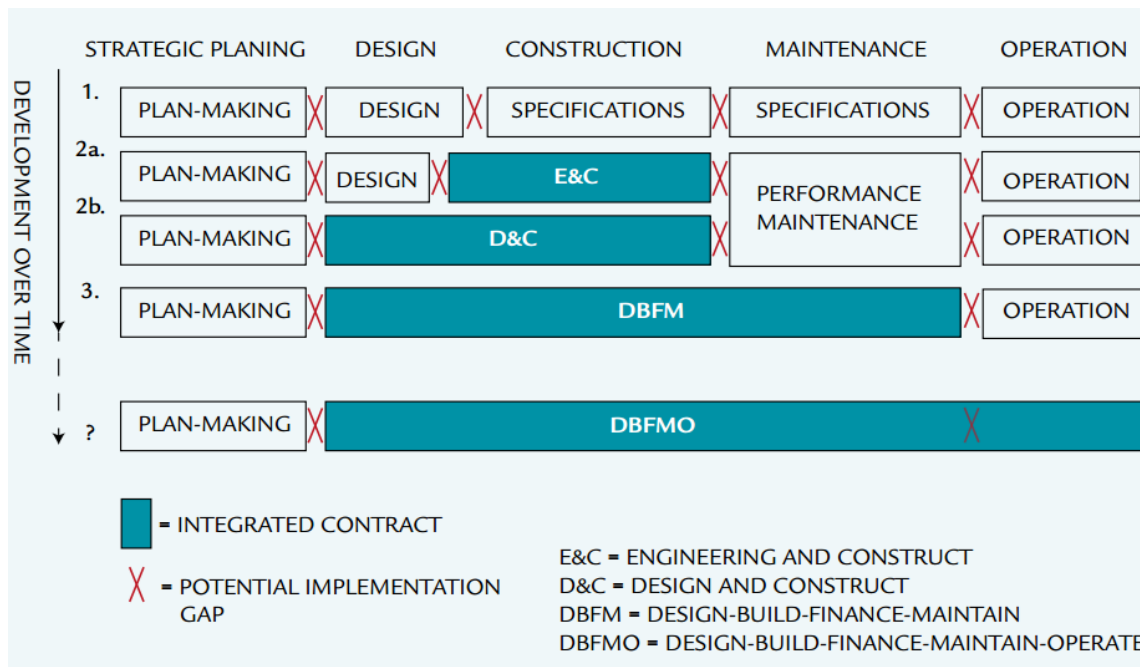 STRATEGIC PLANING DESIGN CONSTRUCTION MAINTENANCE OPERATION
DEVELOPMENT OVER TIME
1. PLAN-MAKING DESIGN SPECIFICATIONS SPECIFICATIONS OPERATION
2a. PLAN-MAKING DESIGN E&C PERFORMANCE MAINTENANCE OPERATION
2b. PLAN-MAKING D&C OPERATION
3. PLAN-MAKING DBFM OPERATION
? PLAN-MAKING DBFMO
= INTEGRATED CONTRACT
= POTENTIAL IMPLEMENTATION
GAP
E&C = ENGINEERING AND CONSTRUCT
D&C = DESIGN AND CONSTRUCT
DBFM = DESIGN-BUILD-FINANCE-MAINTAIN
DBFMO = DESIGN-BUILD-FINANCE-MAINTAIN-OPERATE